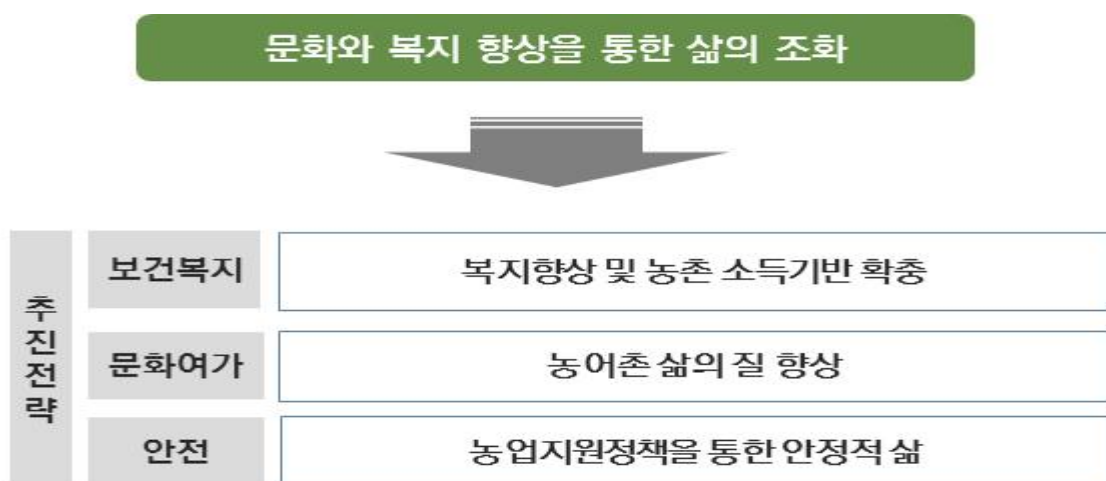 문화와 복지 향상을 통한 삶의 조화
추진전략
보건복지
복지향상 및 농촌 소득기반 확충
문화여가
농어촌 삶의 질 향상
안전
농업지원정책을 통한 안정적 삶